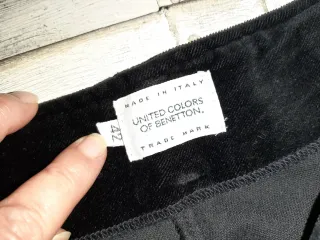 MADE IN ITALY
UNITED COLORS
OF BENETTON.
TRADE MARK
42